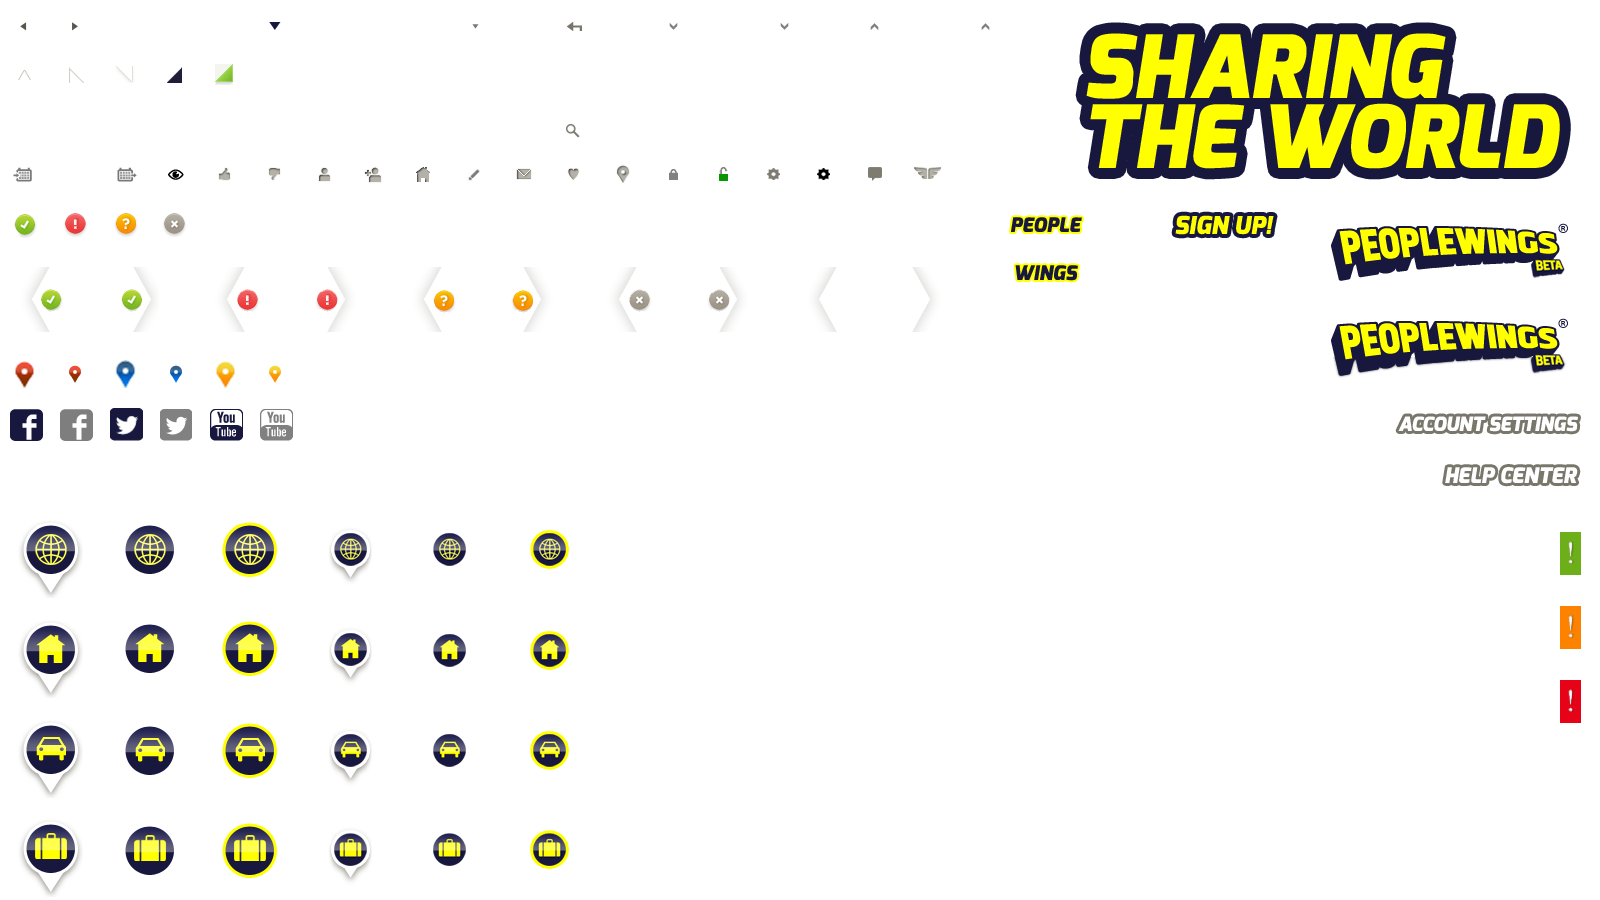 SHARING
THE WORLD
PEOPLE
SIGN UP!
WINGS
PEOPLEWINGS®
BETA
PEOPLEWINGS®
BETA
You
Tube
You
Tube
ACCOUNT SETTINGS
HELP CENTER
!
!
!